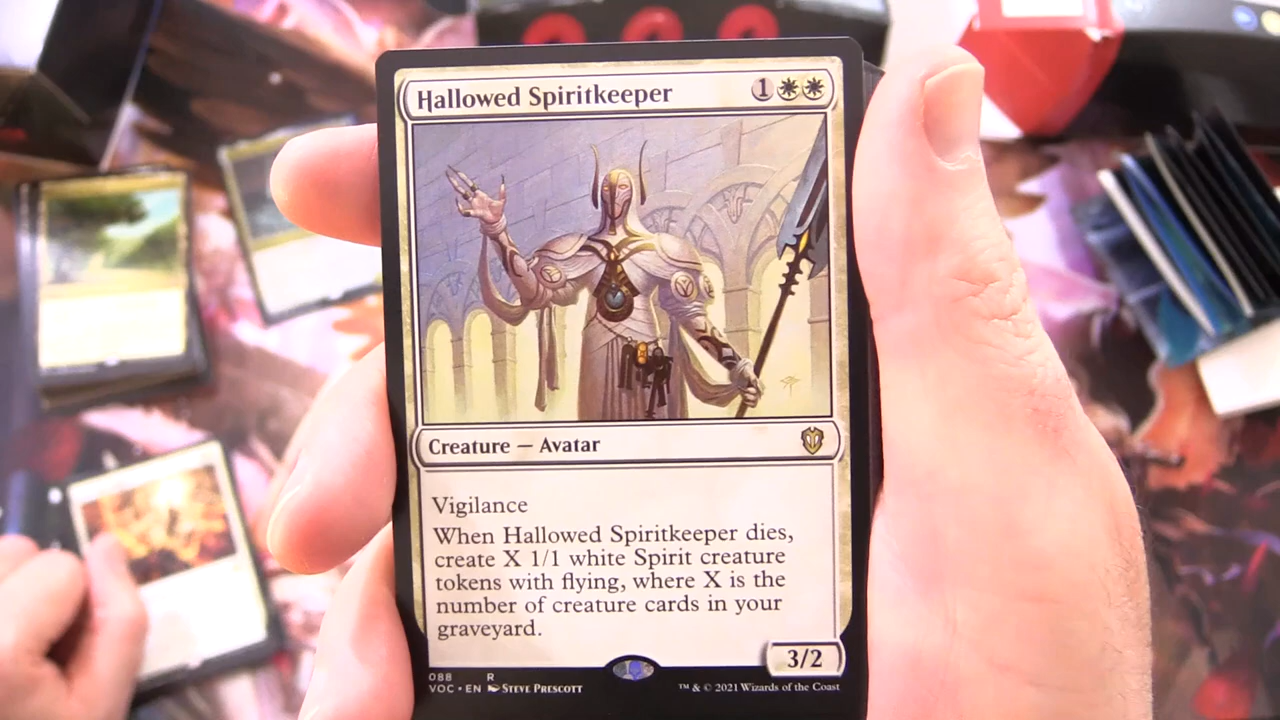 Hallowed Spiritkeeper 1
Creature — Avatar
Vigilance
When Hallowed Spiritkeeper dies,
create X 1/1 white Spirit creature
tokens with flying, where X is the
number of creature cards in your
graveyard.
3/2
088 R
VOC • EN Steve Prescott ™ & © 2021 Wizards of the Coast